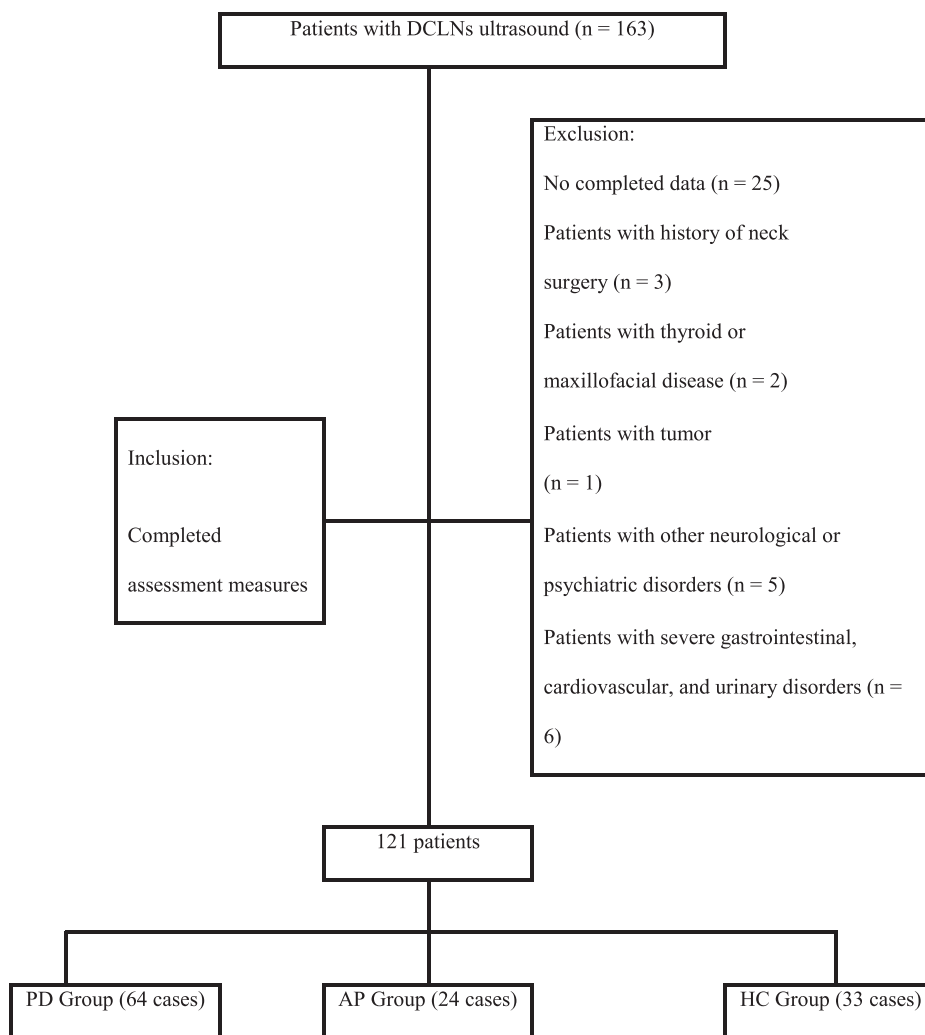 Patients with DCLNs ultrasound (n = 163)
Exclusion:
No completed data (n = 25)
Patients with history of neck
surgery (n = 3)
Patients with thyroid or
maxillofacial disease (n = 2)
Patients with tumor
(n = 1)
Patients with other neurological or
psychiatric disorders (n = 5)
Patients with severe gastrointestinal,
cardiovascular, and urinary disorders (n =
6)
Inclusion:
Completed
assessment measures
121 patients
PD Group (64 cases)
AP Group (24 cases)
HC Group (33 cases)